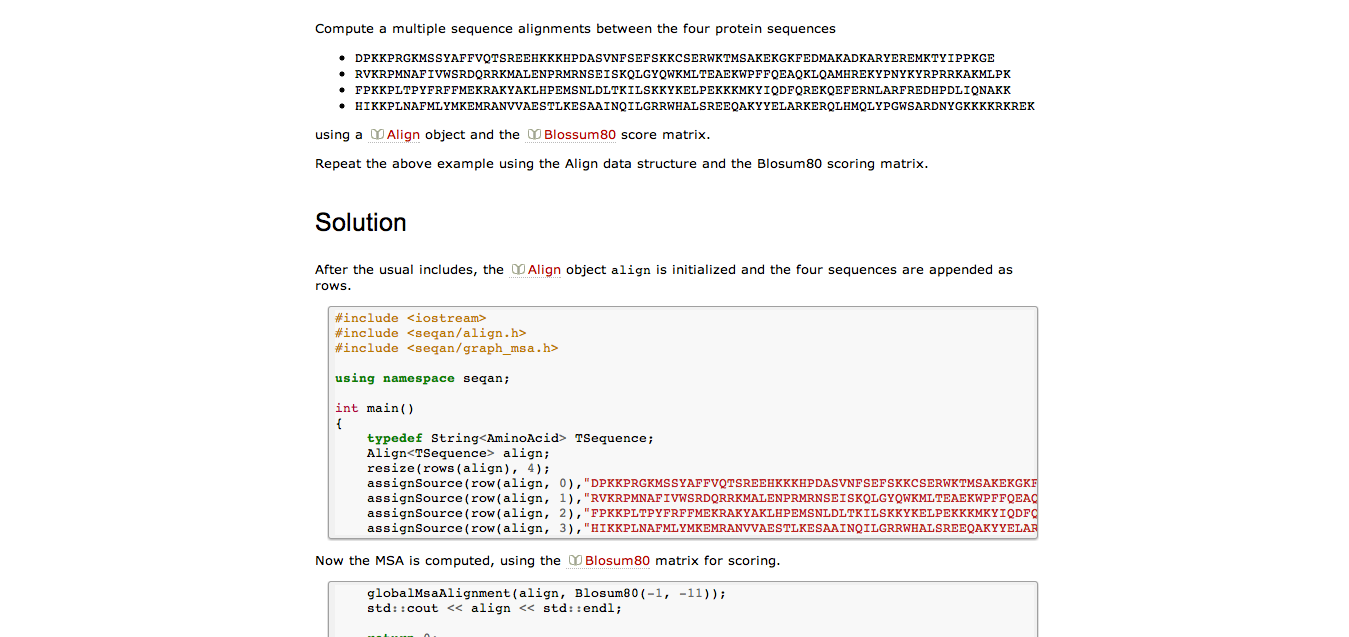 Compute a multiple sequence alignments between the four protein sequences
• DPKKPRGKMSSYAFFVQTSREEHKKKHPDASVNFSEFSKKCSERWKTMSAKEKGKFEDMAKADKARYEREMKTYIPPKGE
• RVKRPMNAFIVWSRDQRRKMALENPRMRNSEISKQLGYQWKMLTEAEKWPFFQEAQKLQAMHREKYPNYKYRPRRKAKMLPK
• FPKKPLTPYFRFFMEKRAKYAKLHPEMSNLDLTKILSKKYKELPEKKKMKYIQDFQREKQEFERNLARFREDHPDLIQNAKK
• HIKKPLNAFMLYMKEMRANVVAESTLKESAAINQILGRRWHALSREEQAKYYELARKERQLHMQLYPGWSARDNYGKKKKRKREK
using a Align object and the Blossum80 score matrix.
Repeat the above example using the Align data structure and the Blosum80 scoring matrix.
Solution
After the usual includes, the Align object align is initialized and the four sequences are appended as
rows.
#include <iostream>
#include <seqan/align.h>
#include <seqan/graph_msa.h>
using namespace seqan;
int main()
{
typedef String<AminoAcid> TSequence;
Align<TSequence> align;
resize(rows(align), 4);
assignSource(row(align, 0),"DPKKPRGKMSSYAFFVQTSREEHKKKHPDASVNFSEFSKKCSERWKTMSAKEKGKF
assignSource(row(align, 1),"RVKRPMNAFIVWSRDQRRKMALENPRMRNSEISKQLGYQWKMLTEAEKWPFFQEAQ
assignSource(row(align, 2),"FPKKPLTPYFRFFMEKRAKYAKLHPEMSNLDLTKILSKKYKELPEKKKMKYIQDFQ
assignSource(row(align, 3),"HIKKPLNAFMLYMKEMRANVVAESTLKESAAINQILGRRWHALSREEQAKYYELAR
Now the MSA is computed, using the Blosum80 matrix for scoring.
globalMsaAlignment(align, Blosum80(-1, -11));
std::cout << align << std::endl;
return 0;